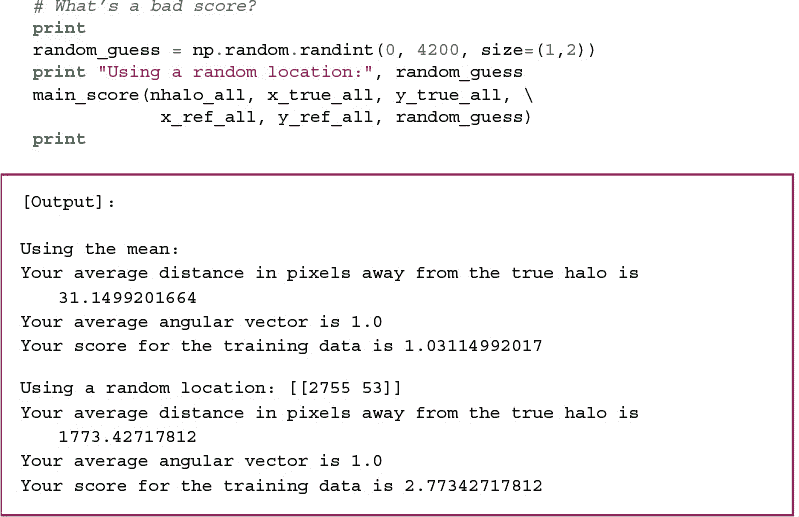 # What's a bad score?
print
random_guess = np.random.randint(0, 4200, size=(1,2))
print "Using a random location:", random_guess
main_score(nhalo_all, x_true_all, y_true_all, \
x_ref_all, y_ref_all, random_guess)
print
[Output]:
Using the mean:
Your average distance in pixels away from the true halo is
31.1499201664
Your average angular vector is 1.0
Your score for the training data is 1.03114992017
Using a random location: [[2755 53]]
Your average distance in pixels away from the true halo is
1773.42717812
Your average angular vector is 1.0
Your score for the training data is 2.77342717812